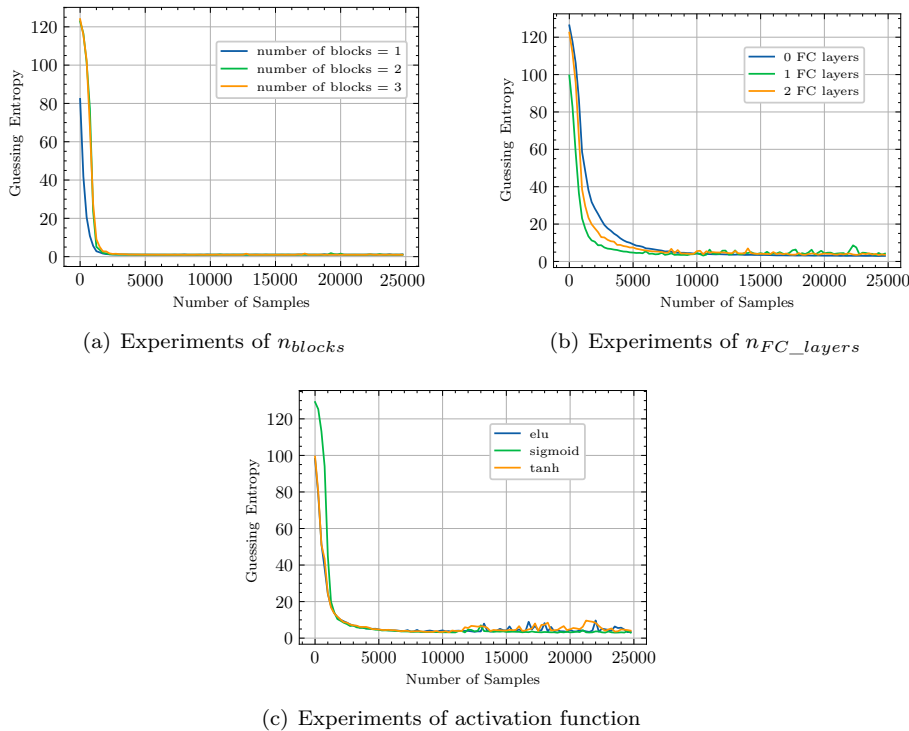 120
100
80
60
40
20
0
Guessing Entropy
number of blocks = 1
number of blocks = 2
number of blocks = 3
0 5000 10000 15000 20000 25000
Number of Samples
(a) Experiments of n_{blocks}
120
100
80
60
40
20
0
Guessing Entropy
0 FC layers
1 FC layers
2 FC layers
0 5000 10000 15000 20000 25000
Number of Samples
(b) Experiments of n_{FC_layers}
120
100
80
60
40
20
0
Guessing Entropy
elu
sigmoid
tanh
0 5000 10000 15000 20000 25000
Number of Samples
(c) Experiments of activation function